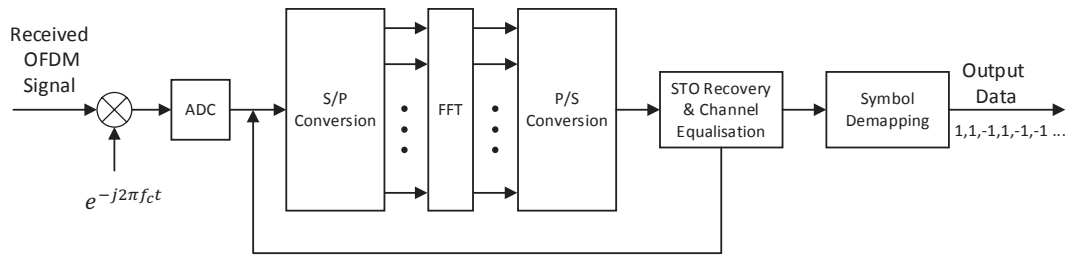 Received
OFDM
Signal
e^{-j2πf_ct}
ADC
S/P
Conversion
FFT
P/S
Conversion
STO Recovery
& Channel
Equalisation
Symbol
Demapping
Output
Data
1,1,-1,1,-1,-1 ...